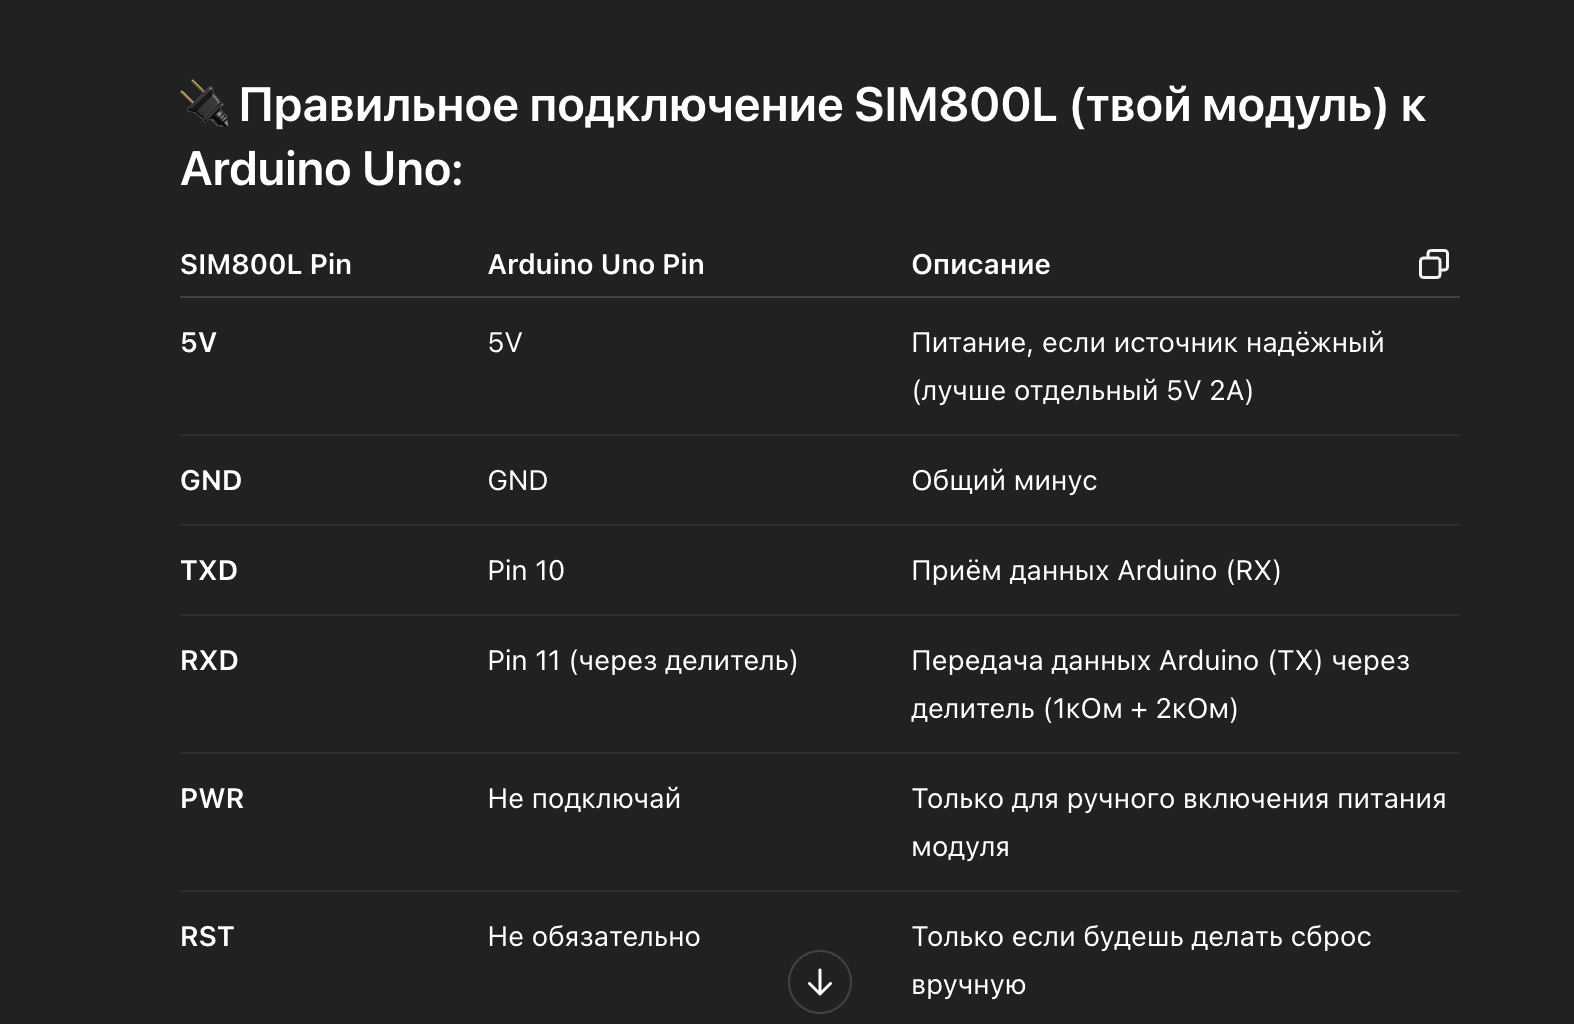 🔌 Правильное подключение SIM800L (твой модуль) к
Arduino Uno:
SIM800L Pin Arduino Uno Pin Описание
5V 5V Питание, если источник надёжный
(лучше отдельный 5V 2A)
GND GND Общий минус
TXD Pin 10 Приём данных Arduino (RX)
RXD Pin 11 (через делитель) Передача данных Arduino (TX) через
делитель (1кОм + 2кОм)
PWR Не подключай Только для ручного включения питания
модуля
RST Не обязательно Только если будешь делать сброс
вручную